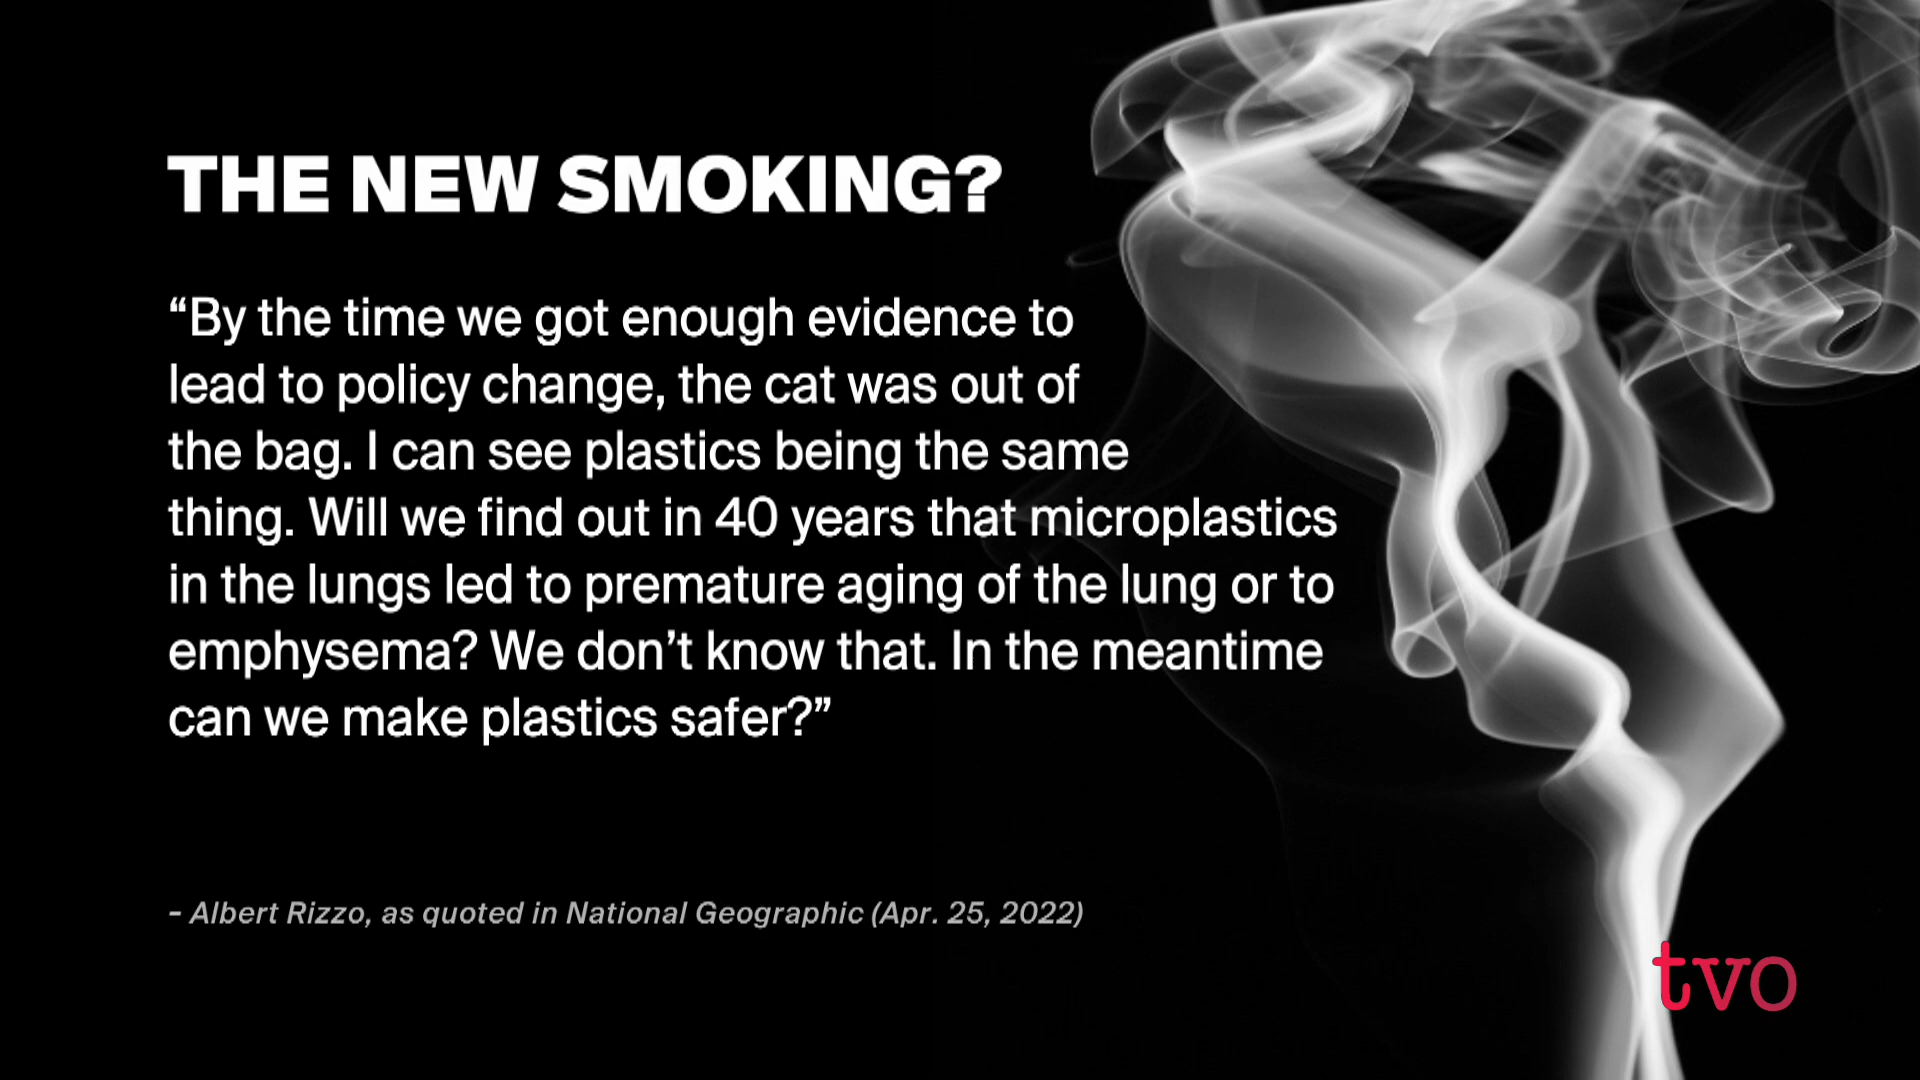 THE NEW SMOKING?
“By the time we got enough evidence to
lead to policy change, the cat was out of
the bag. I can see plastics being the same
thing. Will we find out in 40 years that microplastics
in the lungs led to premature aging of the lung or to
emphysema? We don’t know that. In the meantime
can we make plastics safer?”
– Albert Rizzo, as quoted in National Geographic (Apr. 25, 2022)
tvo